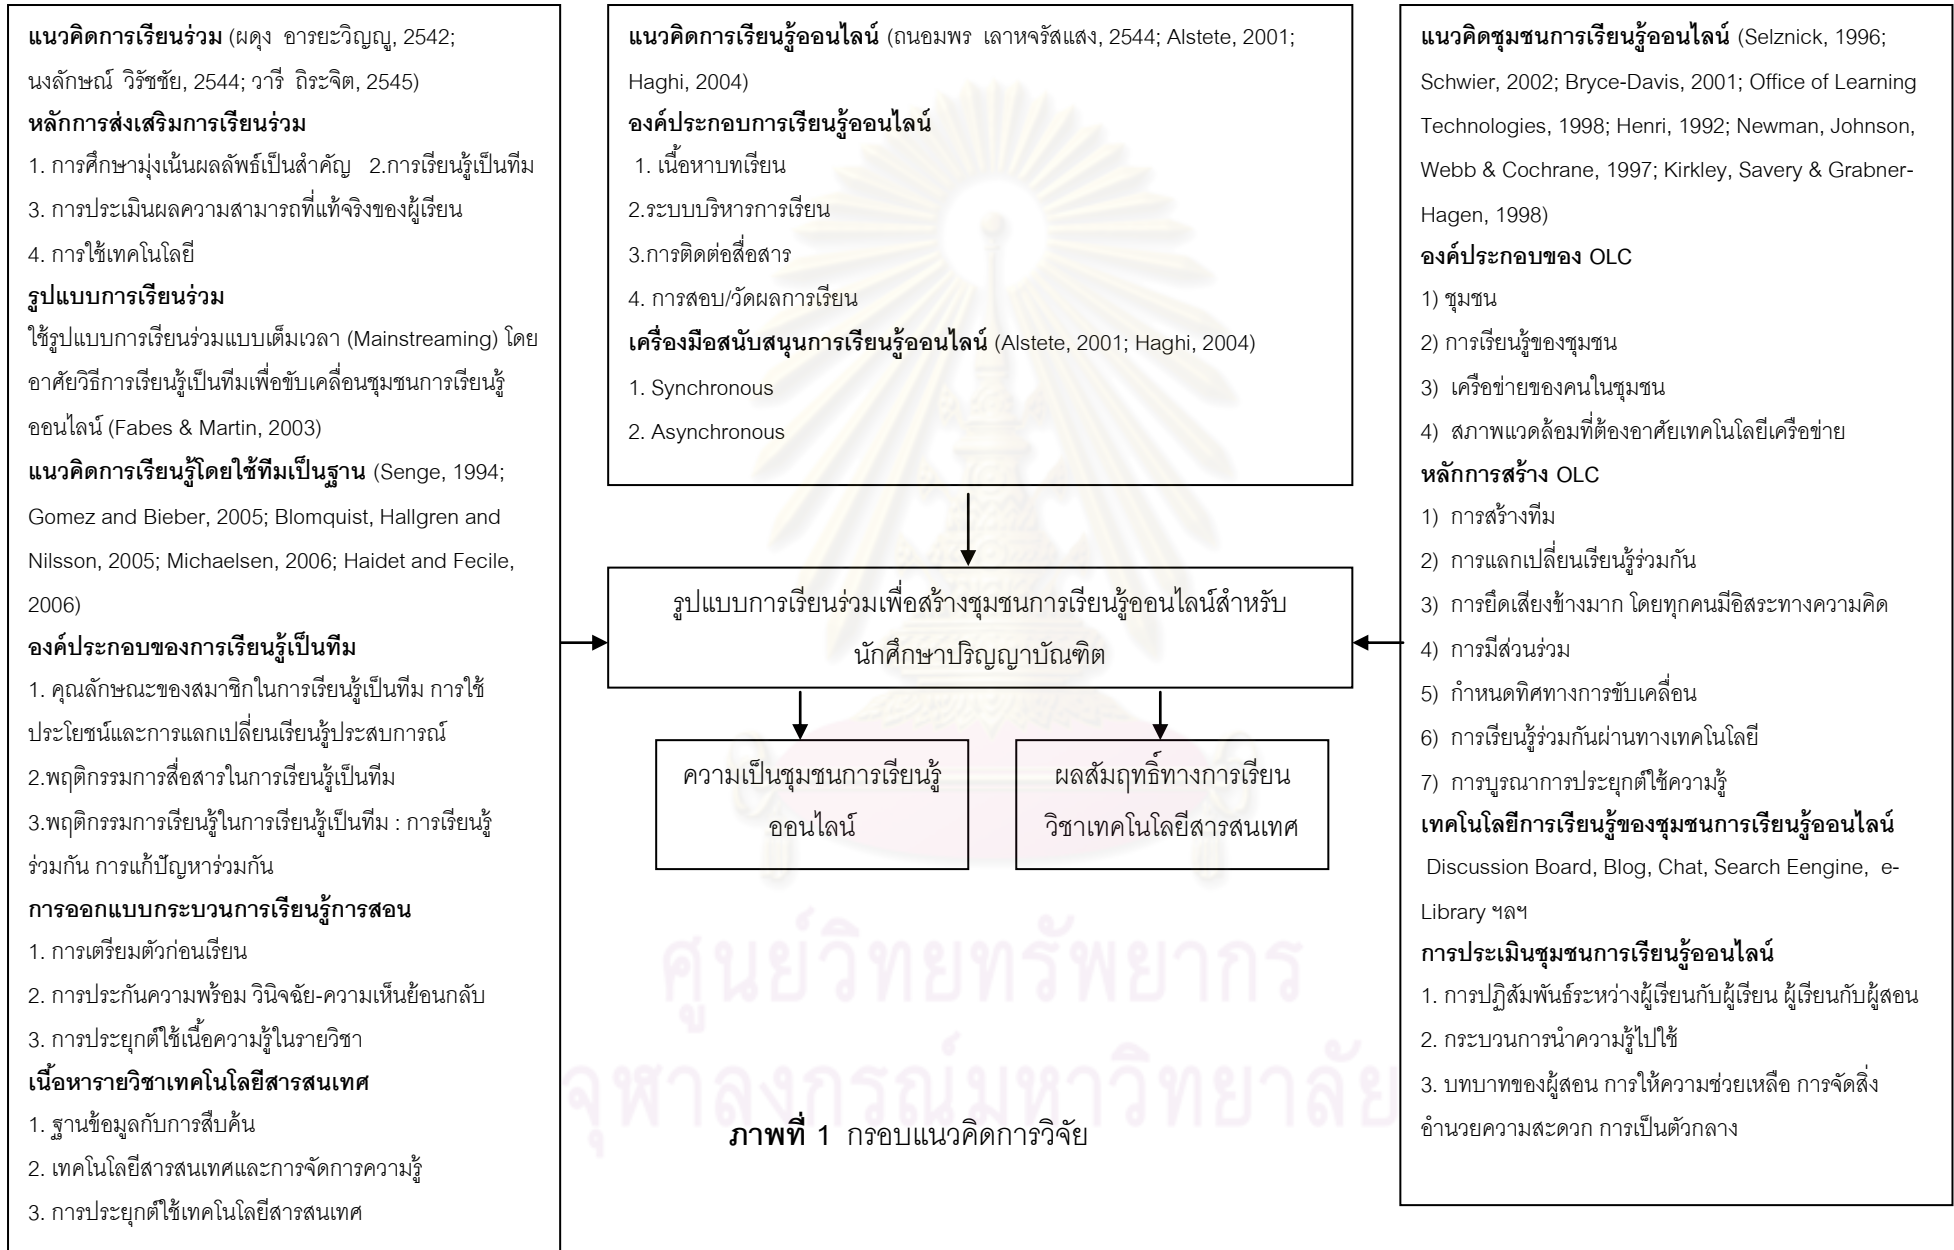 แนวคิดการเรียนร่วม (ผดุง อารยะวิญญู, 2542;
นงลักษณ์ วิรัชชัย, 2544; วารี ถิระจิต, 2545)
หลักการส่งเสริมการเรียนร่วม
1. การศึกษามุ่งเน้นผลลัพธ์เป็นสำคัญ 2.การเรียนรู้เป็นทีม
3. การประเมินผลความสามารถที่แท้จริงของผู้เรียน
4. การใช้เทคโนโลยี
รูปแบบการเรียนร่วม
ใช้รูปแบบการเรียนร่วมแบบเต็มเวลา (Mainstreaming) โดย
อาศัยวิธีการเรียนรู้เป็นทีมเพื่อขับเคลื่อนชุมชนการเรียนรู้
ออนไลน์ (Fabes & Martin, 2003)
แนวคิดการเรียนรู้โดยใช้ทีมเป็นฐาน (Senge, 1994;
Gomez and Bieber, 2005; Blomquist, Hallgren and
Nilsson, 2005; Michaelsen, 2006; Haidet and Fecile,
2006)
องค์ประกอบของการเรียนรู้เป็นทีม
1. คุณลักษณะของสมาชิกในการเรียนรู้เป็นทีม การใช้
ประโยชน์และการแลกเปลี่ยนเรียนรู้ประสบการณ์
2.พฤติกรรมการสื่อสารในการเรียนรู้เป็นทีม
3.พฤติกรรมการเรียนรู้ในการเรียนรู้เป็นทีม : การเรียนรู้
ร่วมกัน การแก้ปัญหาร่วมกัน
การออกแบบกระบวนการเรียนรู้การสอน
1. การเตรียมตัวก่อนเรียน
2. การประกันความพร้อม วินิจฉัย-ความเห็นย้อนกลับ
3. การประยุกต์ใช้เนื้อความรู้ในรายวิชา
เนื้อหารายวิชาเทคโนโลยีสารสนเทศ
1. ฐานข้อมูลกับการสืบค้น
2. เทคโนโลยีสารสนเทศและการจัดการความรู้
3. การประยุกต์ใช้เทคโนโลยีสารสนเทศ
แนวคิดการเรียนรู้ออนไลน์ (ถนอมพร เลาหจรัสแสง, 2544; Alstete, 2001;
Haghi, 2004)
องค์ประกอบการเรียนรู้ออนไลน์
1. เนื้อหาบทเรียน
2.ระบบบริหารการเรียน
3.การติดต่อสื่อสาร
4. การสอบ/วัดผลการเรียน
เครื่องมือสนับสนุนการเรียนรู้ออนไลน์ (Alstete, 2001; Haghi, 2004)
1. Synchronous
2. Asynchronous
รูปแบบการเรียนร่วมเพื่อสร้างชุมชนการเรียนรู้ออนไลน์สำหรับ
นักศึกษาปริญญาบัณฑิต
ความเป็นชุมชนการเรียนรู้
ออนไลน์
ผลสัมฤทธิ์ทางการเรียน
วิชาเทคโนโลยีสารสนเทศ
ศูนย์วิทยทรัพยากร
จุฬาลงกรณ์มหาวิทยาลัย
ภาพที่ 1 กรอบแนวคิดการวิจัย
แนวคิดชุมชนการเรียนรู้ออนไลน์ (Selznick, 1996;
Schwier, 2002; Bryce-Davis, 2001; Office of Learning
Technologies, 1998; Henri, 1992; Newman, Johnson,
Webb & Cochrane, 1997; Kirkley, Savery & Grabner-
Hagen, 1998)
องค์ประกอบของ OLC
1) ชุมชน
2) การเรียนรู้ของชุมชน
3) เครือข่ายของคนในชุมชน
4) สภาพแวดล้อมที่ต้องอาศัยเทคโนโลยีเครือข่าย
หลักการสร้าง OLC
1) การสร้างทีม
2) การแลกเปลี่ยนเรียนรู้ร่วมกัน
3) การยึดเสียงข้างมาก โดยทุกคนมีอิสระทางความคิด
4) การมีส่วนร่วม
5) กำหนดทิศทางการขับเคลื่อน
6) การเรียนรู้ร่วมกันผ่านทางเทคโนโลยี
7) การบูรณาการประยุกต์ใช้ความรู้
เทคโนโลยีการเรียนรู้ของชุมชนการเรียนรู้ออนไลน์
Discussion Board, Blog, Chat, Search Eengine, e-
Library ฯลฯ
การประเมินชุมชนการเรียนรู้ออนไลน์
1. การปฏิสัมพันธ์ระหว่างผู้เรียนกับผู้เรียน ผู้เรียนกับผู้สอน
2. กระบวนการนำความรู้ไปใช้
3. บทบาทของผู้สอน การให้ความช่วยเหลือ การจัดสิ่ง
อำนวยความสะดวก การเป็นตัวกลาง